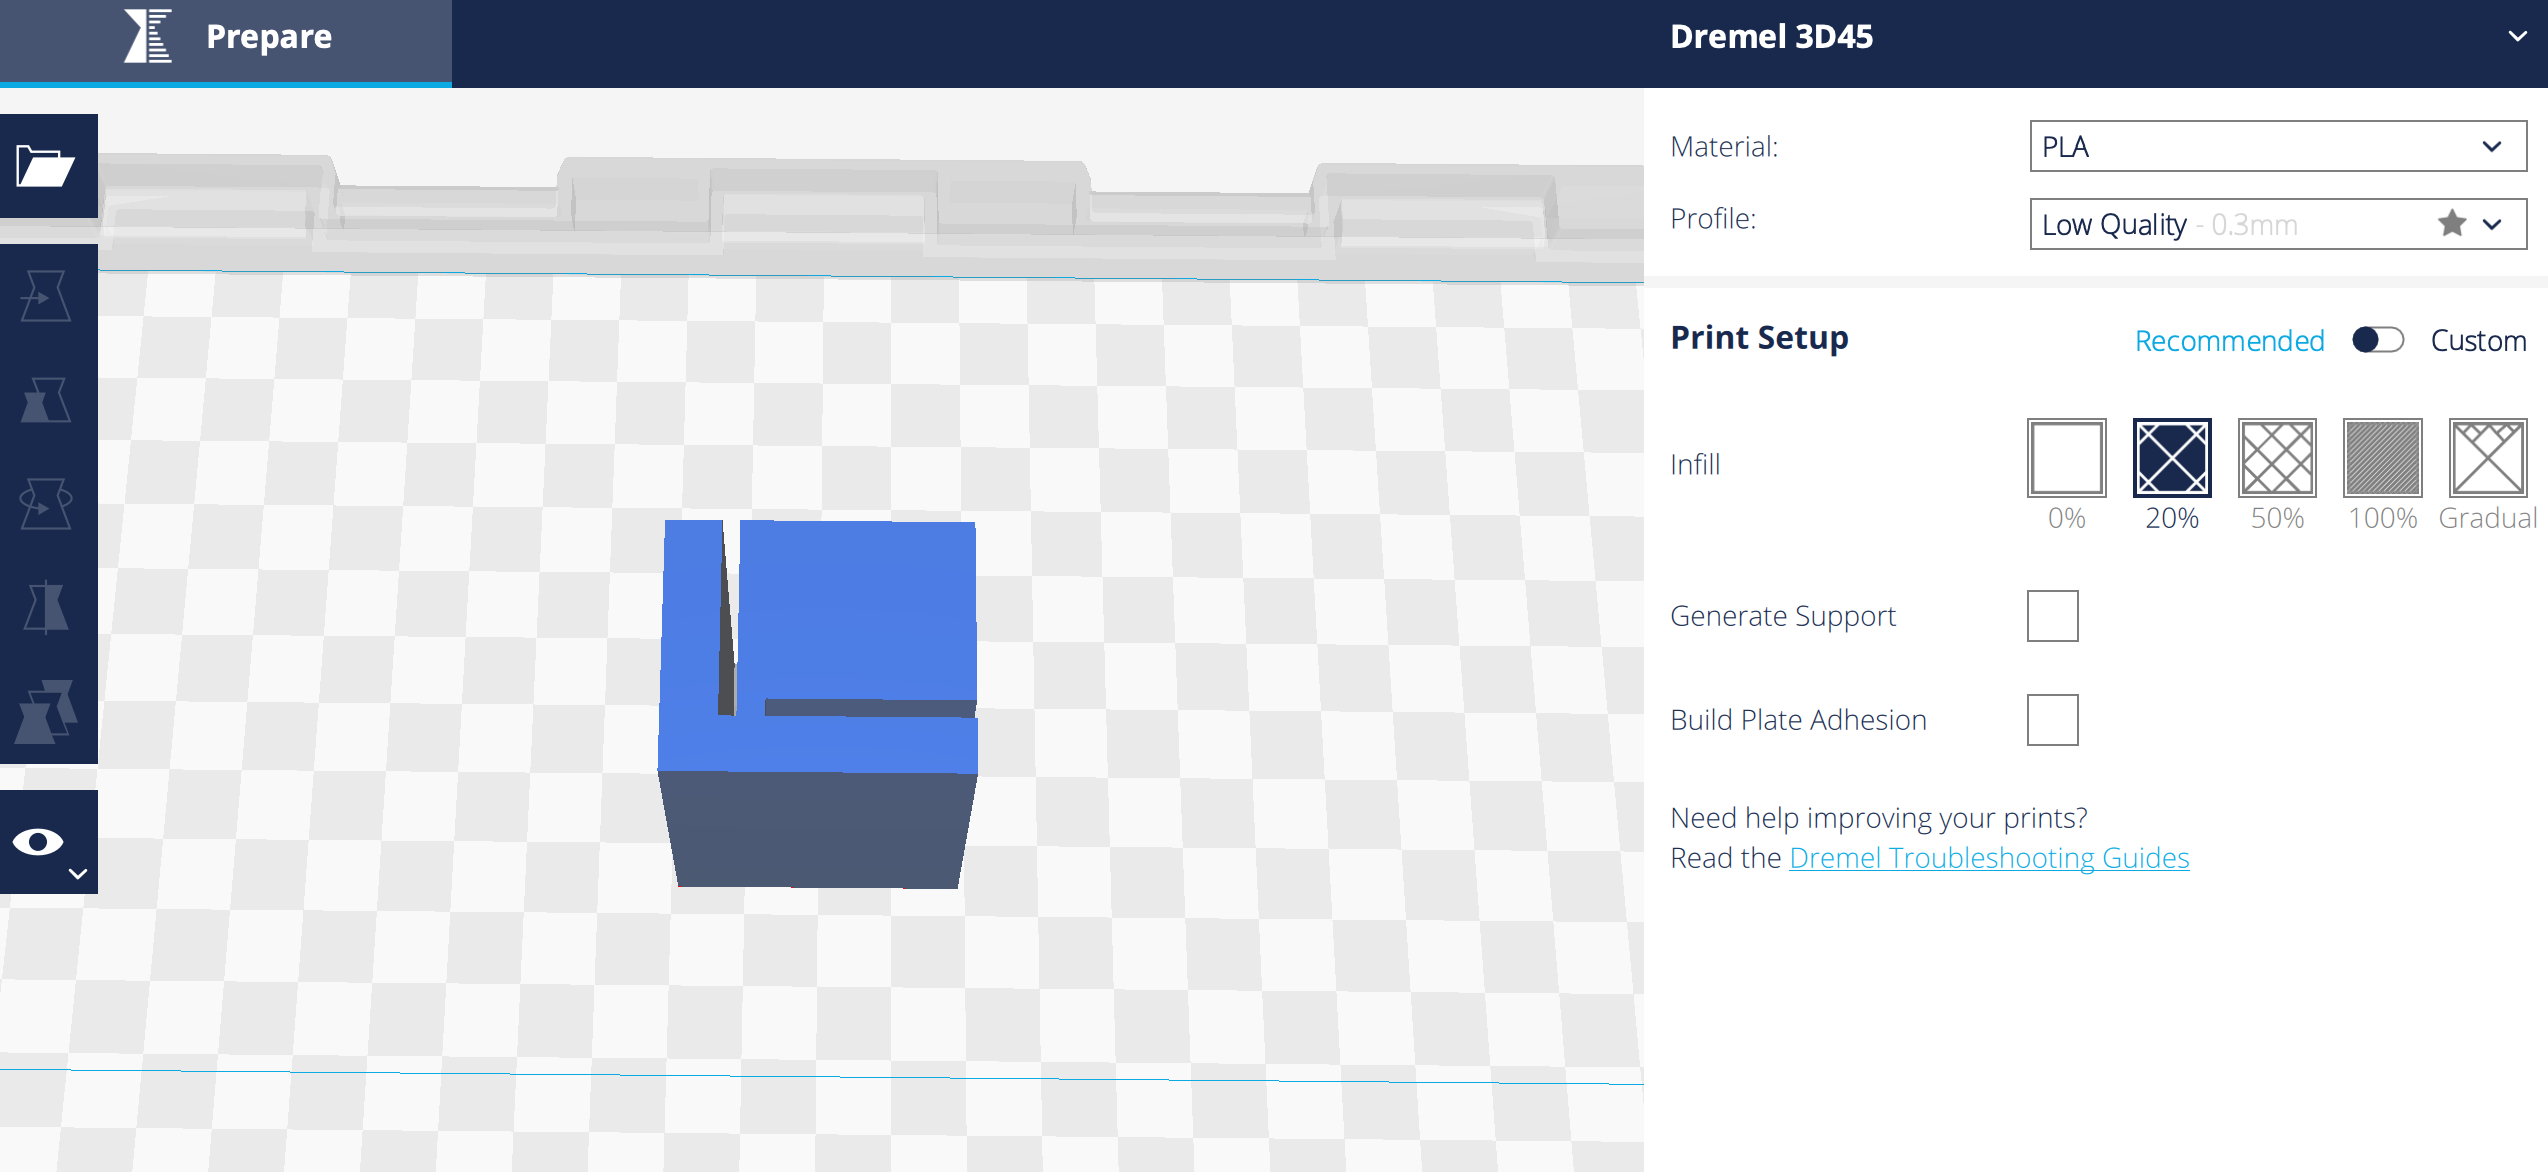 Prepare
Dremel 3D45
Material:
PLA
Profile:
Low Quality - 0.3mm
Print Setup
Recommended
Custom
Infill
0%
20%
50%
100%
Gradual
Generate Support
Build Plate Adhesion
Need help improving your prints?
Read the Dremel Troubleshooting Guides